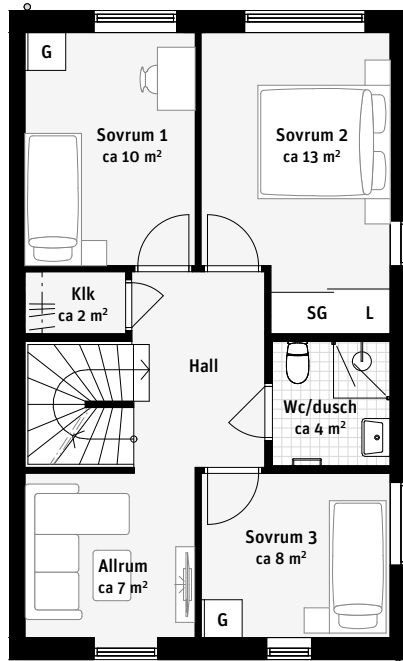 G
Sovrum 1
ca 10 m²
Sovrum 2
ca 13 m²
Klk
ca 2 m²
SG
L
Hall
Wc/dusch
ca 4 m²
Sovrum 3
ca 8 m²
Allrum
ca 7 m²
G